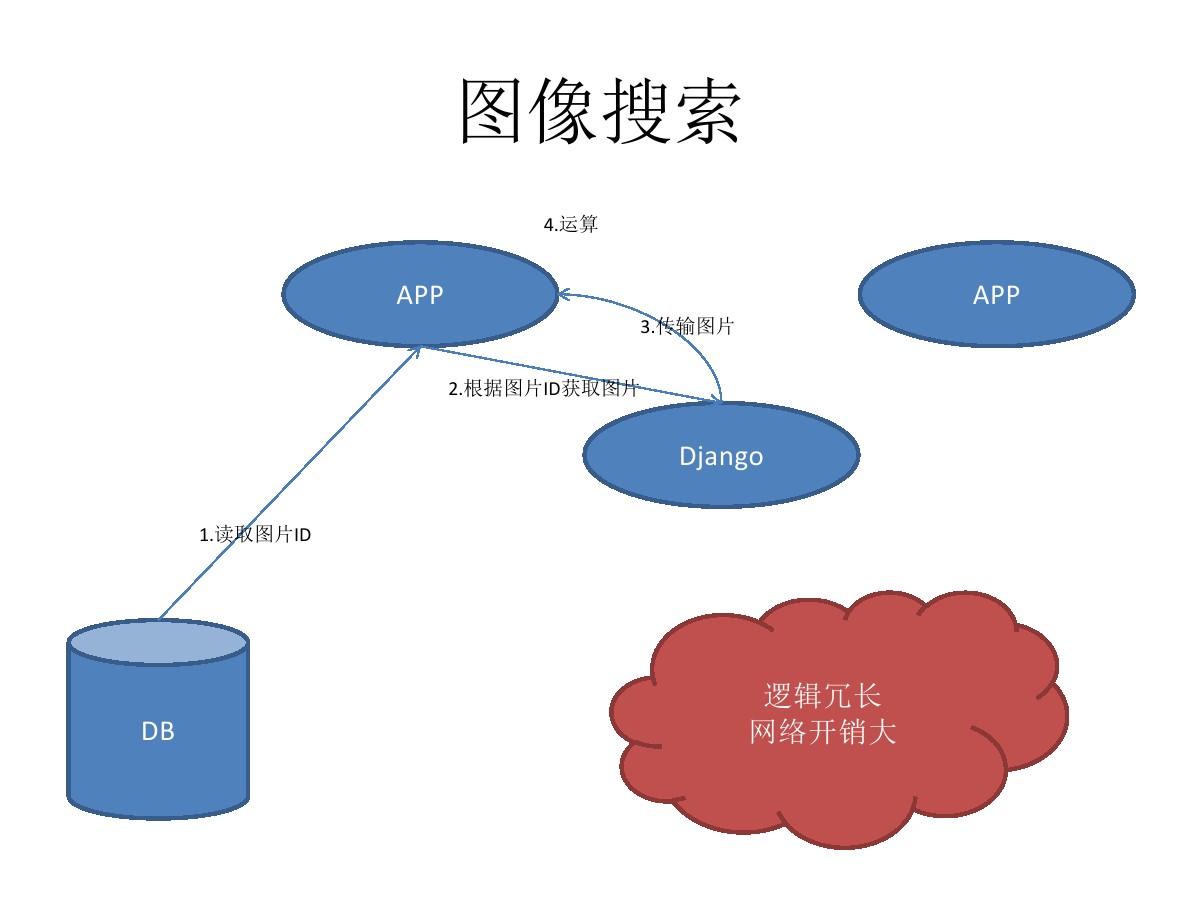 图像搜索
4.运算
APP
APP
3.传输图片
2.根据图片ID获取图片
Django
1.读取图片ID
逻辑冗长
网络开销大
DB